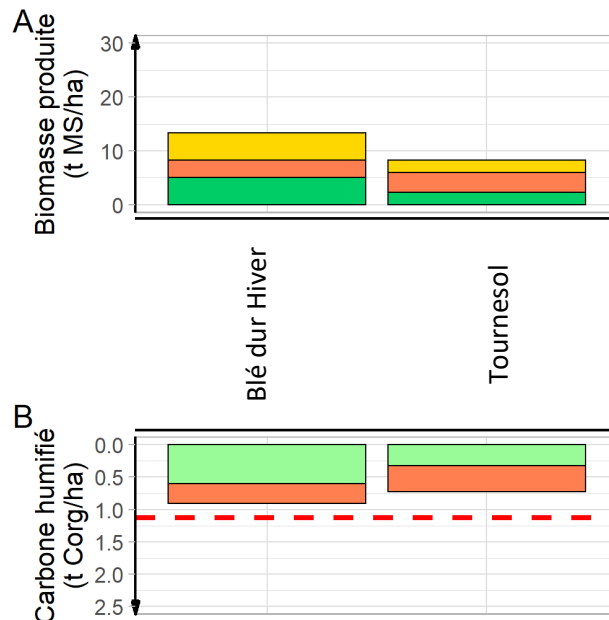 A
Biomasse produite
(t MS/ha)
30
20
10
0
Blé dur Hiver
Tournesol
B
Carbone humifié
(t Corg/ha)
0.0
0.5
1.0
1.5
2.0
2.5